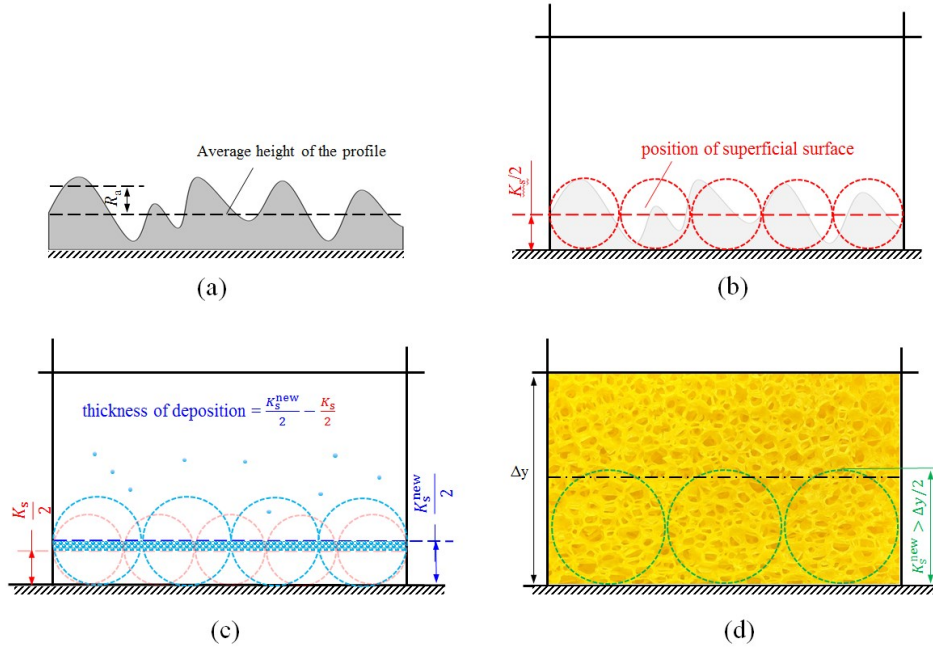 Average height of the profile
R_a
(a)
position of superficial surface
K_s/2
(b)
thickness of deposition = K_s^new/2 − K_s/2
K_s/2
K_s^new/2
(c)
Δy
K_s^new > Δy/2
(d)